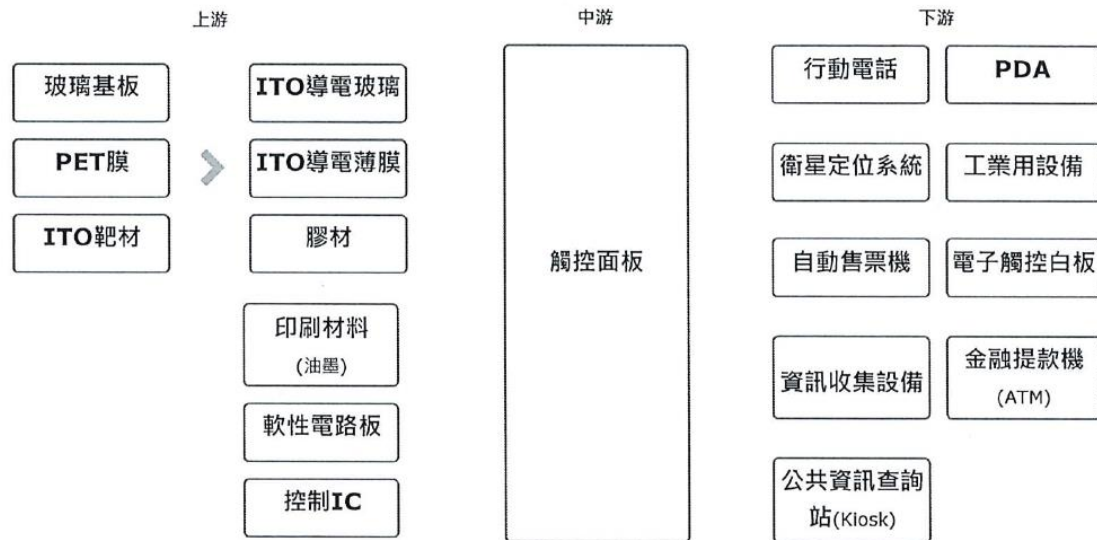 上游
中游
下游
玻璃基板
PET膜
ITO靶材
ITO導電玻璃
ITO導電薄膜
膠材
印刷材料
(油墨)
軟性電路板
控制IC
觸控面板
行動電話
PDA
衛星定位系統
工業用設備
自動售票機
電子觸控白板
資訊收集設備
金融提款機
(ATM)
公共資訊查詢
站(Kiosk)